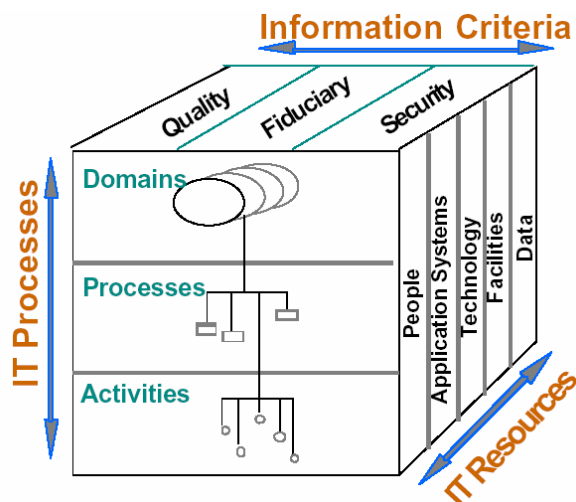 Information Criteria
Quality
Fiduciary
Security
IT Processes
Domains
Processes
Activities
People
Application Systems
Technology
Facilities
Data
IT Resources